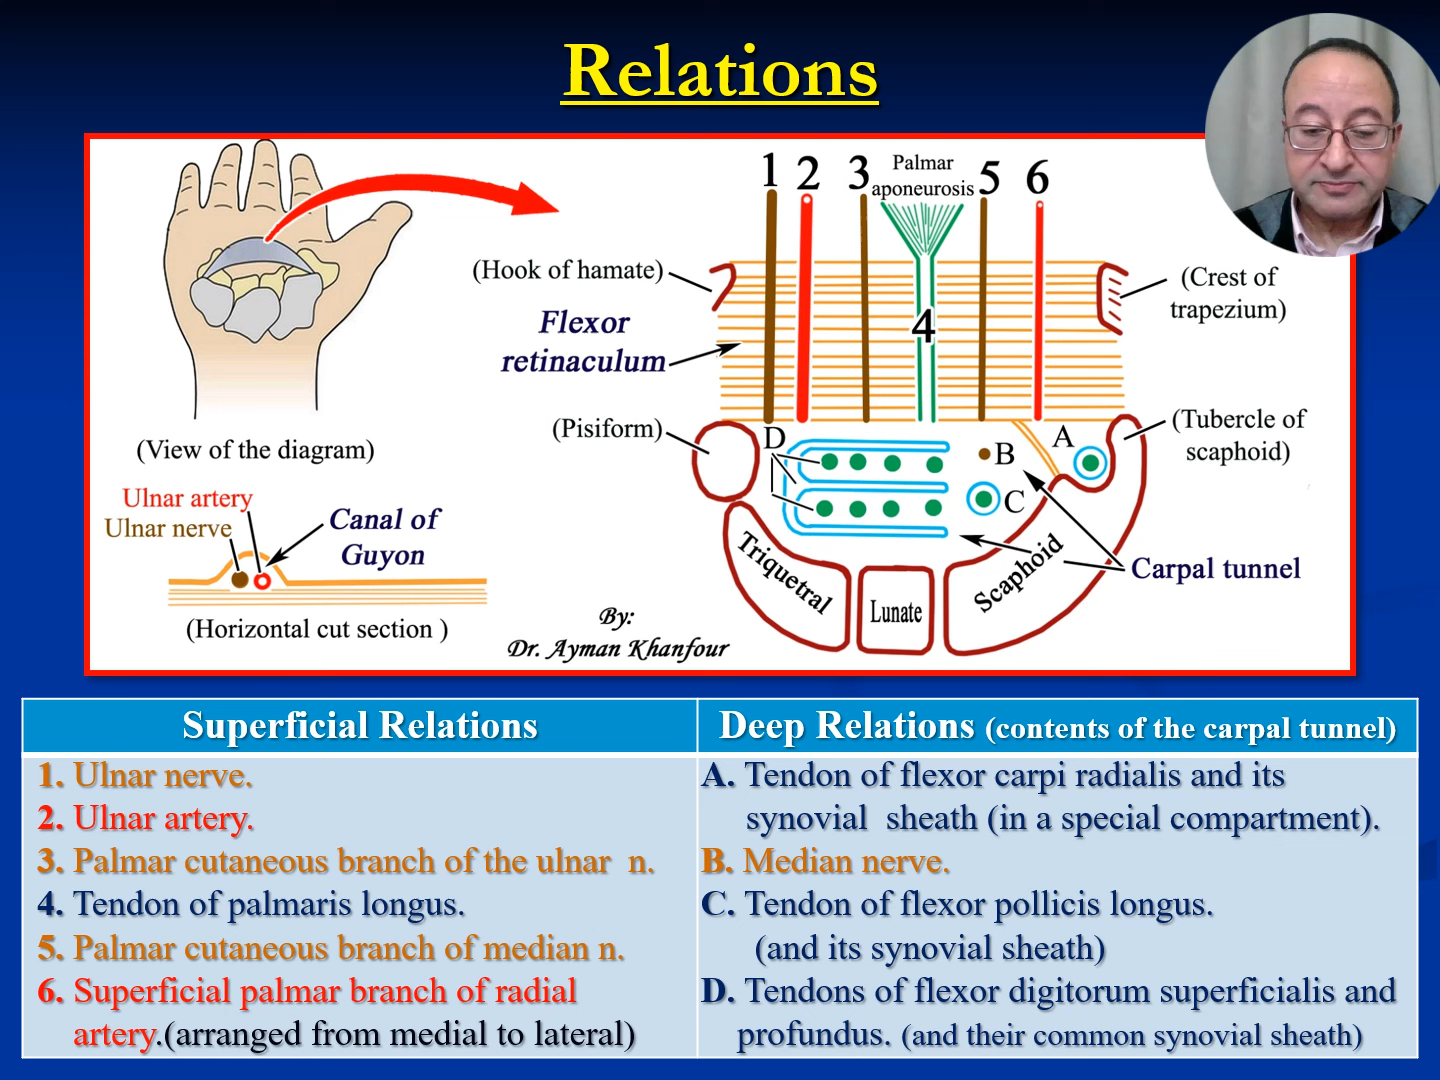 Relations
1 2 3 Palmar aponeurosis 5 6
(Hook of hamate)
(Crest of
trapezium)
Flexor
retinaculum
4
(Pisiform)
D
B
A
C
(Tubercle of
scaphoid)
(View of the diagram)
Ulnar artery
Ulnar nerve
Canal of
Guyon
(Horizontal cut section )
Triquetral
Lunate
Scaphoid
Carpal tunnel
By:
Dr. Ayman Khanfour
Superficial Relations
1. Ulnar nerve.
2. Ulnar artery.
3. Palmar cutaneous branch of the ulnar n.
4. Tendon of palmaris longus.
5. Palmar cutaneous branch of median n.
6. Superficial palmar branch of radial
artery.(arranged from medial to lateral)
Deep Relations (contents of the carpal tunnel)
A. Tendon of flexor carpi radialis and its
synovial sheath (in a special compartment).
B. Median nerve.
C. Tendon of flexor pollicis longus.
(and its synovial sheath)
D. Tendons of flexor digitorum superficialis and
profundus. (and their common synovial sheath)